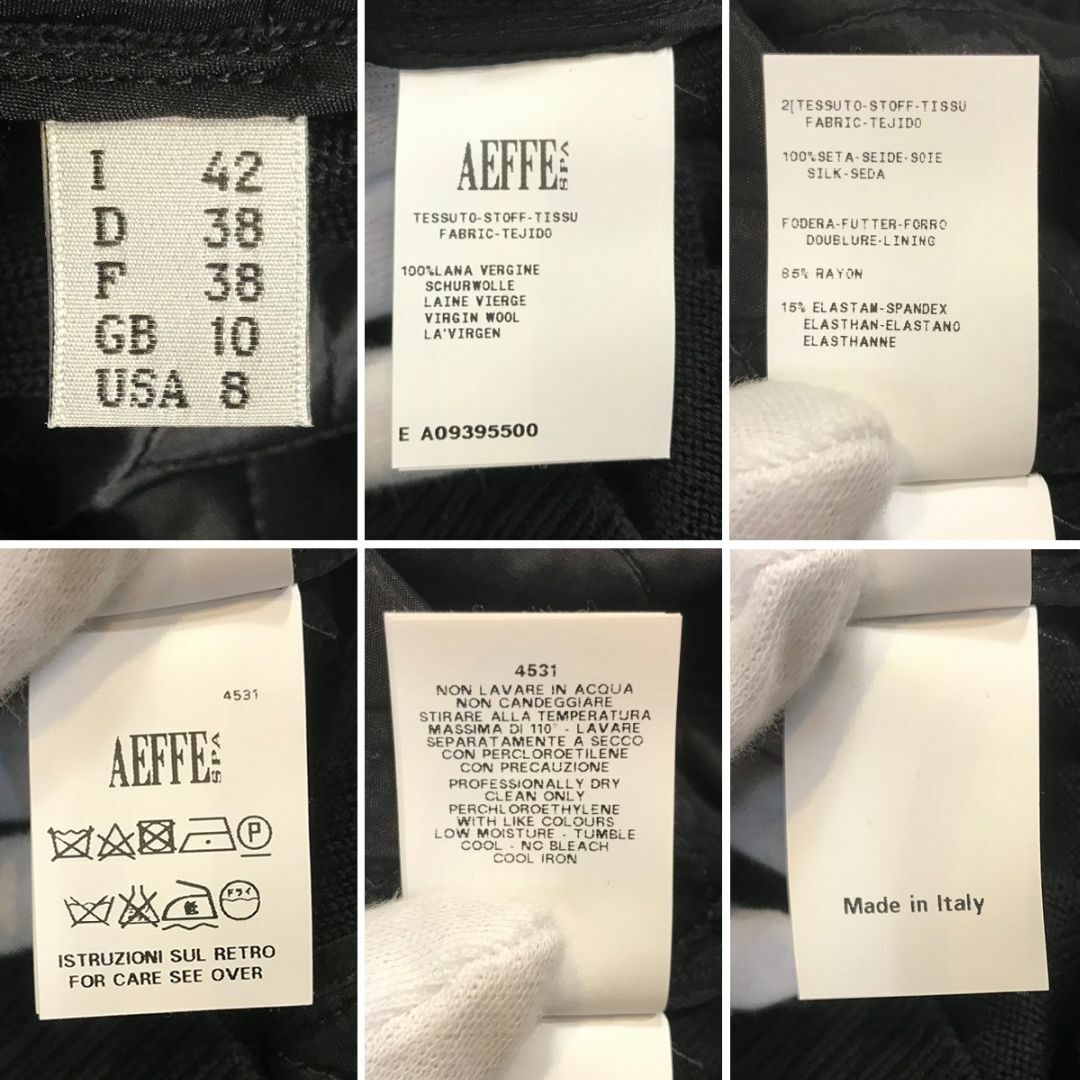 I 42
D 38
F 38
GB 10
USA 8
AEFFE SPA
TESSUTO-STOFF-TISSU
FABRIC-TEJIDO
100%LANA VERGINE
SCHURWOLLE
LAINE VIERGE
VIRGIN WOOL
LA'VIRGEN
E A09395500
2[TESSUTO-STOFF-TISSU
FABRIC-TEJIDO
100%SETA-SEIDE-SOIE
SILK-SEDA
FODERA-FUTTER-FORRO
DOUBLURE-LINING
85% RAYON
15% ELASTAM-SPANDEX
ELASTHAN-ELASTANO
ELASTHANNE
4531
AEFFE SPA
P
低
ドライ
ISTRUZIONI SUL RETRO
FOR CARE SEE OVER
4531
NON LAVARE IN ACQUA
NON CANDEGGIARE
STIRARE ALLA TEMPERATURA
MASSIMA DI 110° - LAVARE
SEPARATAMENTE A SECCO
CON PERCLOROETILENE
CON PRECAUZIONE
PROFESSIONALLY DRY
CLEAN ONLY
PERCHLOROETHYLENE
WITH LIKE COLOURS
LOW MOISTURE - TUMBLE
COOL - NO BLEACH
COOL IRON
Made in Italy